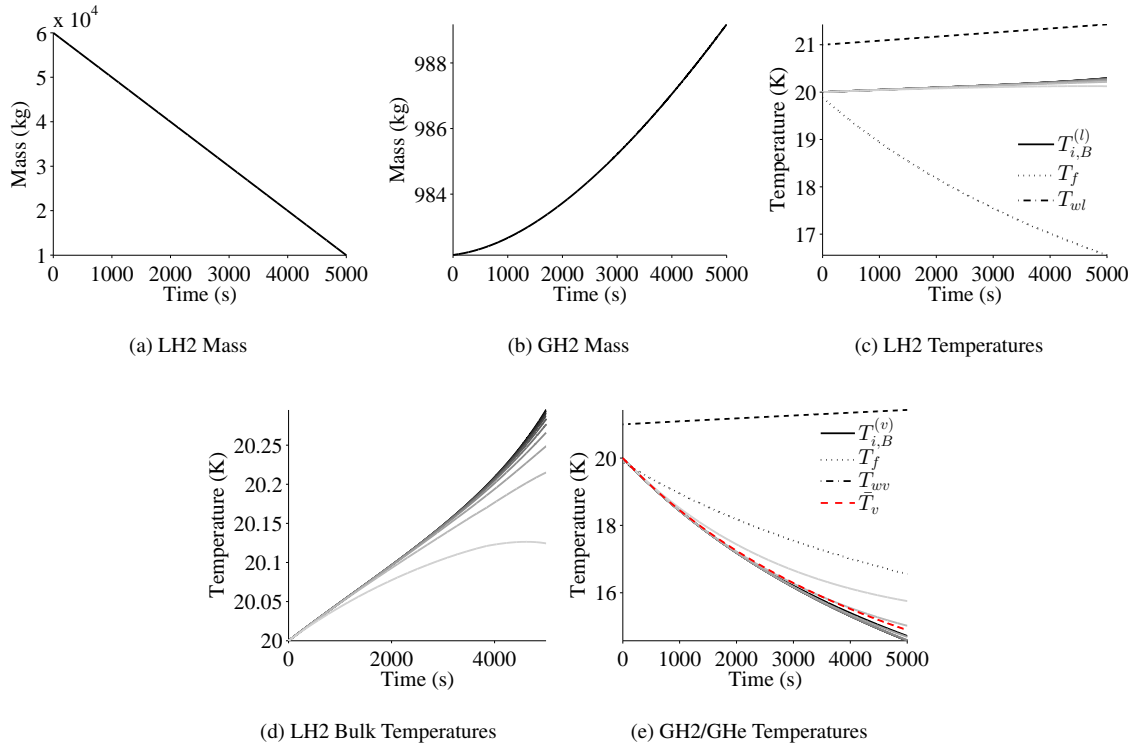 x 10⁴
6
5
4
3
2
1
Mass (kg)
0 1000 2000 3000 4000 5000
Time (s)
(a) LH2 Mass
988
986
984
Mass (kg)
0 1000 2000 3000 4000 5000
Time (s)
(b) GH2 Mass
21
20
19
18
17
Temperature (K)
T_{i,B}^{(l)}
T_f
T_{wl}
0 1000 2000 3000 4000 5000
Time (s)
(c) LH2 Temperatures
20.25
20.2
20.15
20.1
20.05
20
Temperature (K)
0 2000 4000
Time (s)
(d) LH2 Bulk Temperatures
20
18
16
Temperature (K)
T_{i,B}^{(v)}
T_f
T_{wv}
T̄_v
0 1000 2000 3000 4000 5000
Time (s)
(e) GH2/GHe Temperatures